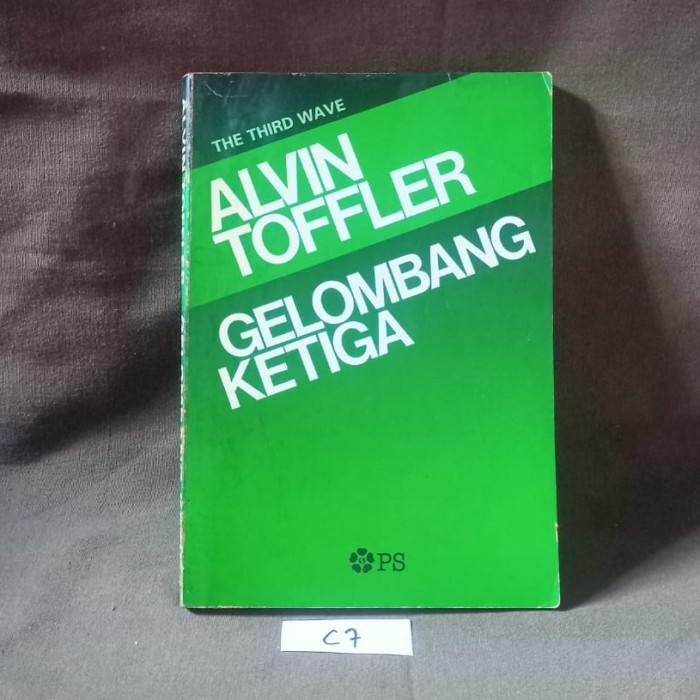 THE THIRD WAVE
ALVIN
TOFFLER
GELOMBANG
KETIGA
PS
C7